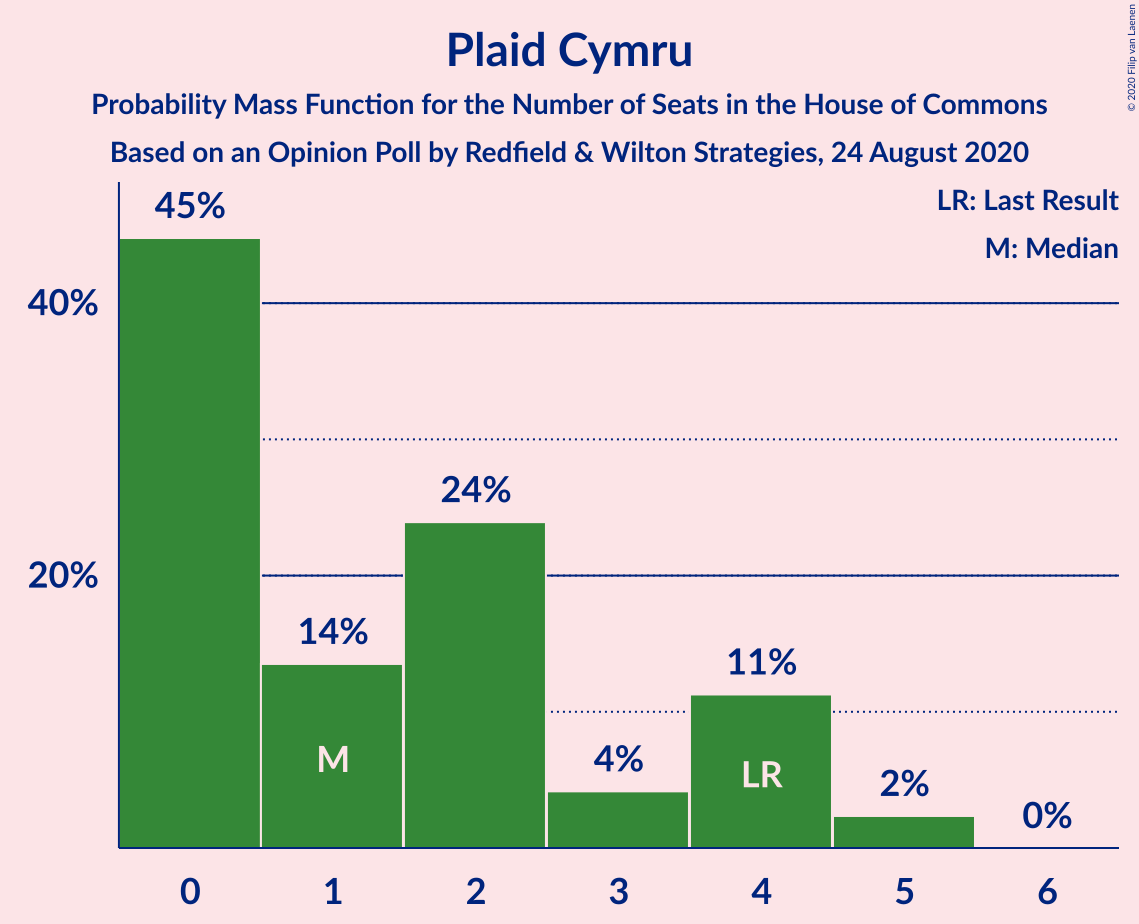 Plaid Cymru
Probability Mass Function for the Number of Seats in the House of Commons
Based on an Opinion Poll by Redfield & Wilton Strategies, 24 August 2020
© 2020 Filip van Laenen
LR: Last Result
M: Median
45%
40%
24%
20%
14%
11%
4%
2%
0%
M
LR
0 1 2 3 4 5 6